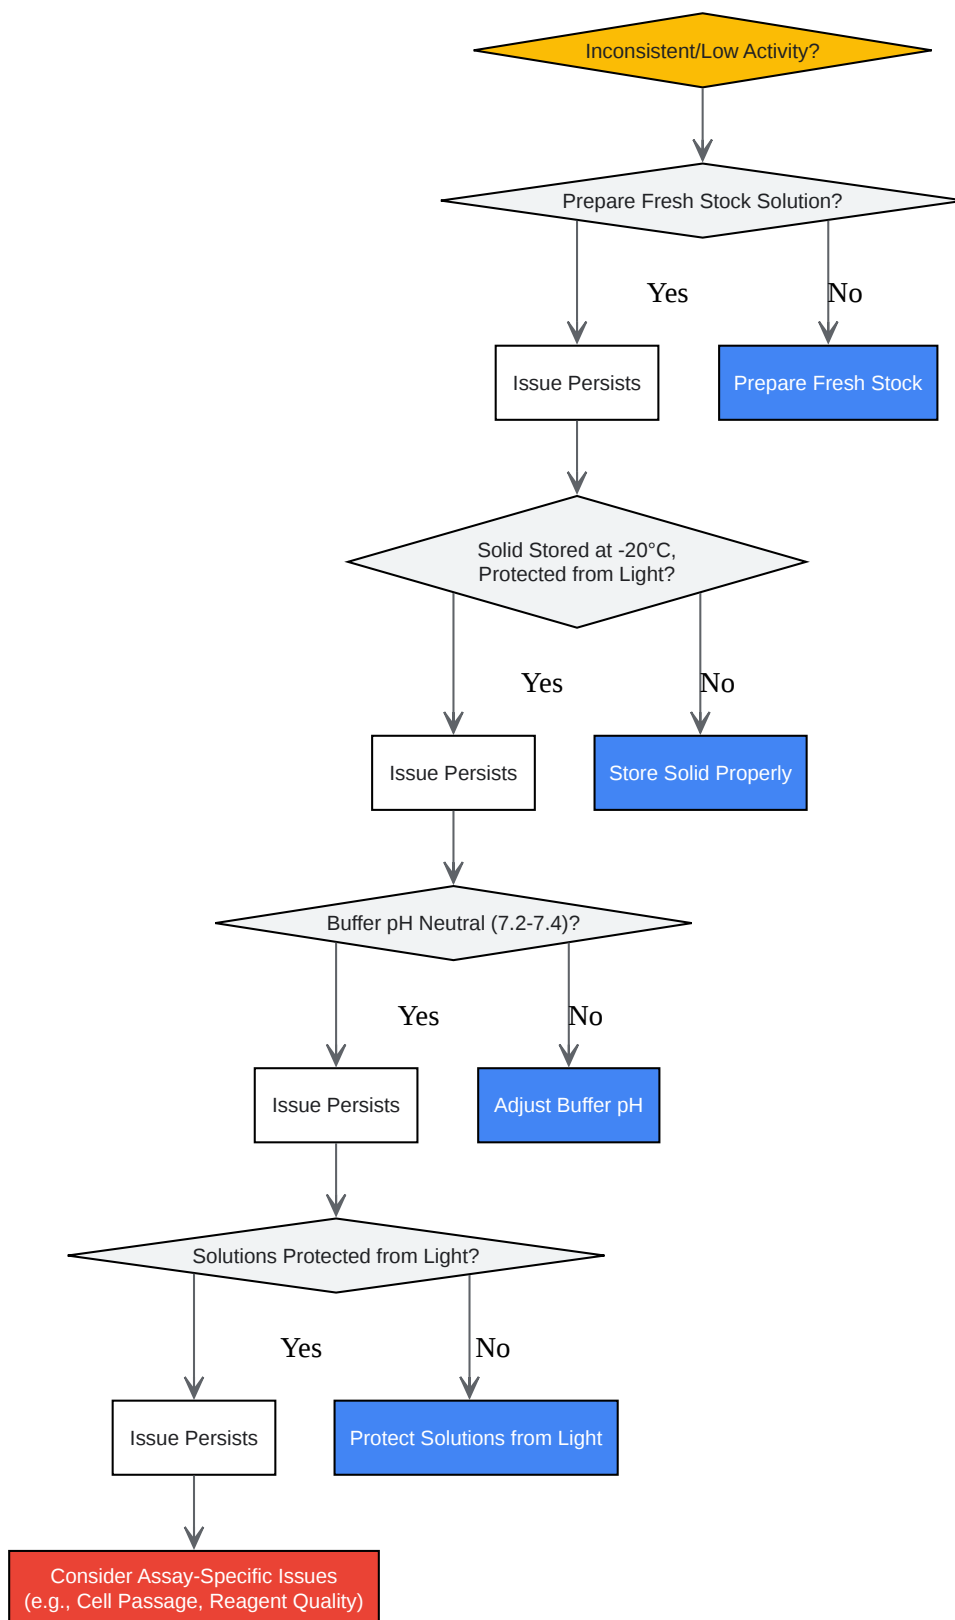 Inconsistent/Low Activity?
Prepare Fresh Stock Solution?
Yes
No
Issue Persists
Prepare Fresh Stock
Solid Stored at -20°C,
Protected from Light?
Yes
No
Issue Persists
Store Solid Properly
Buffer pH Neutral (7.2-7.4)?
Yes
No
Issue Persists
Adjust Buffer pH
Solutions Protected from Light?
Yes
No
Issue Persists
Protect Solutions from Light
Consider Assay-Specific Issues
(e.g., Cell Passage, Reagent Quality)